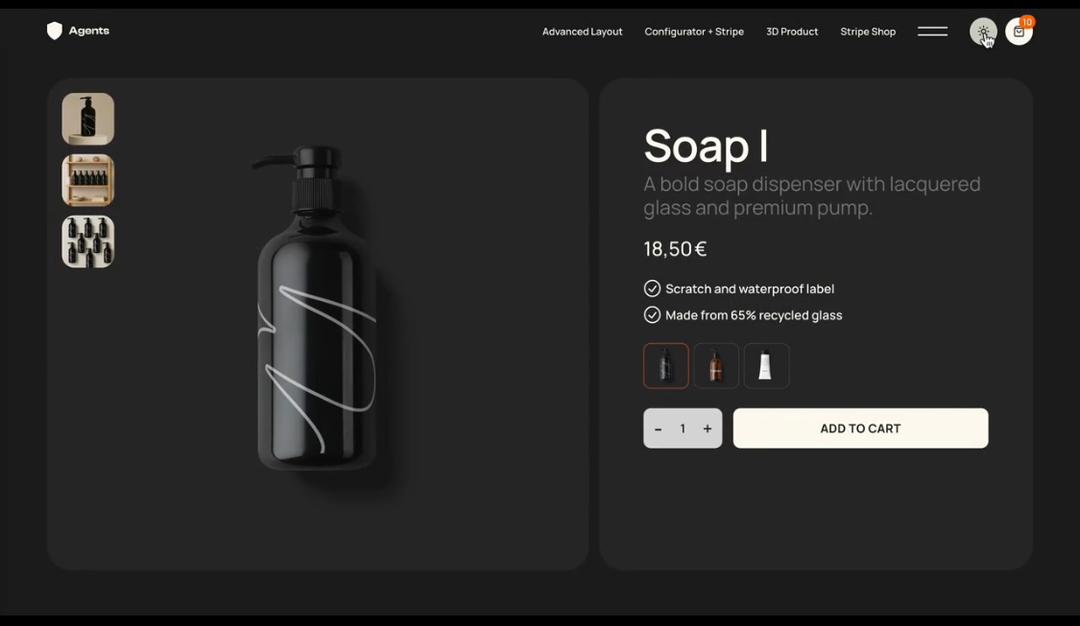 Agents
Advanced Layout
Configurator + Stripe
3D Product
Stripe Shop
10
Soap I
A bold soap dispenser with lacquered
glass and premium pump.
18,50 €
Scratch and waterproof label
Made from 65% recycled glass
- 1 +
ADD TO CART